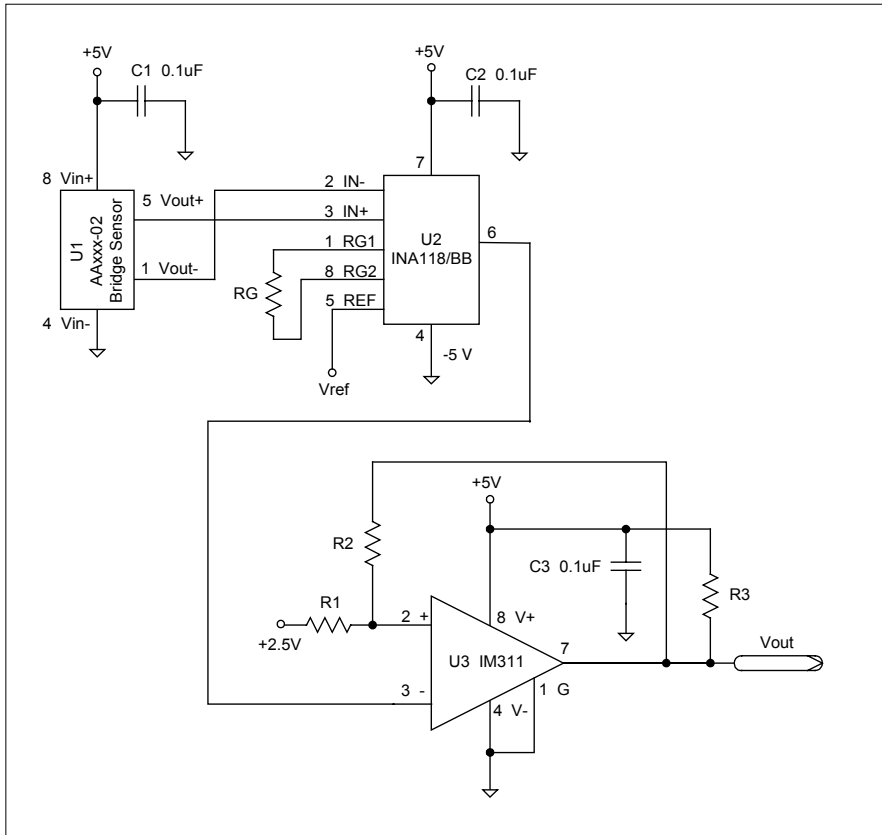 +5V
C1 0.1uF
+5V
C2 0.1uF
8 Vin+
5 Vout+
1 Vout-
4 Vin-
U1
AAxxx-02
Bridge Sensor
7
2 IN-
3 IN+
1 RG1
8 RG2
5 REF
U2
INA118/BB
6
RG
4
-5 V
Vref
+5V
R2
C3 0.1uF
R3
R1
+2.5V
2 +
8 V+
U3 IM311
7
Vout
1 G
3 -
4 V-